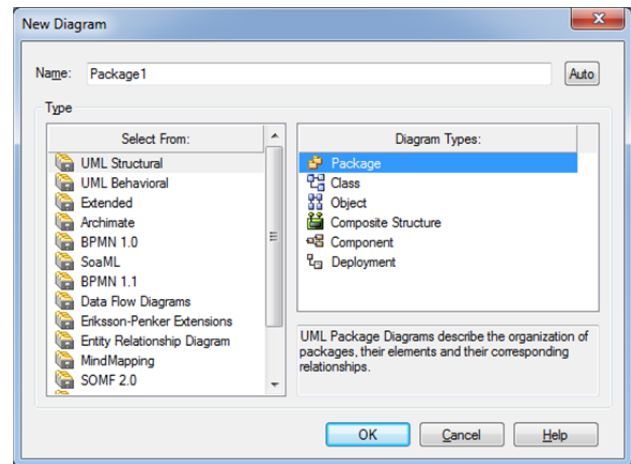 New Diagram
Name: Package1 Auto
Type
Select From:
UML Structural
UML Behavioral
Extended
Archimate
BPMN 1.0
SoaML
BPMN 1.1
Data Flow Diagrams
Eriksson-Penker Extensions
Entity Relationship Diagram
MindMapping
SOMF 2.0
Diagram Types:
Package
Class
Object
Composite Structure
Component
Deployment
UML Package Diagrams describe the organization of
packages, their elements and their corresponding
relationships.
OK Cancel Help